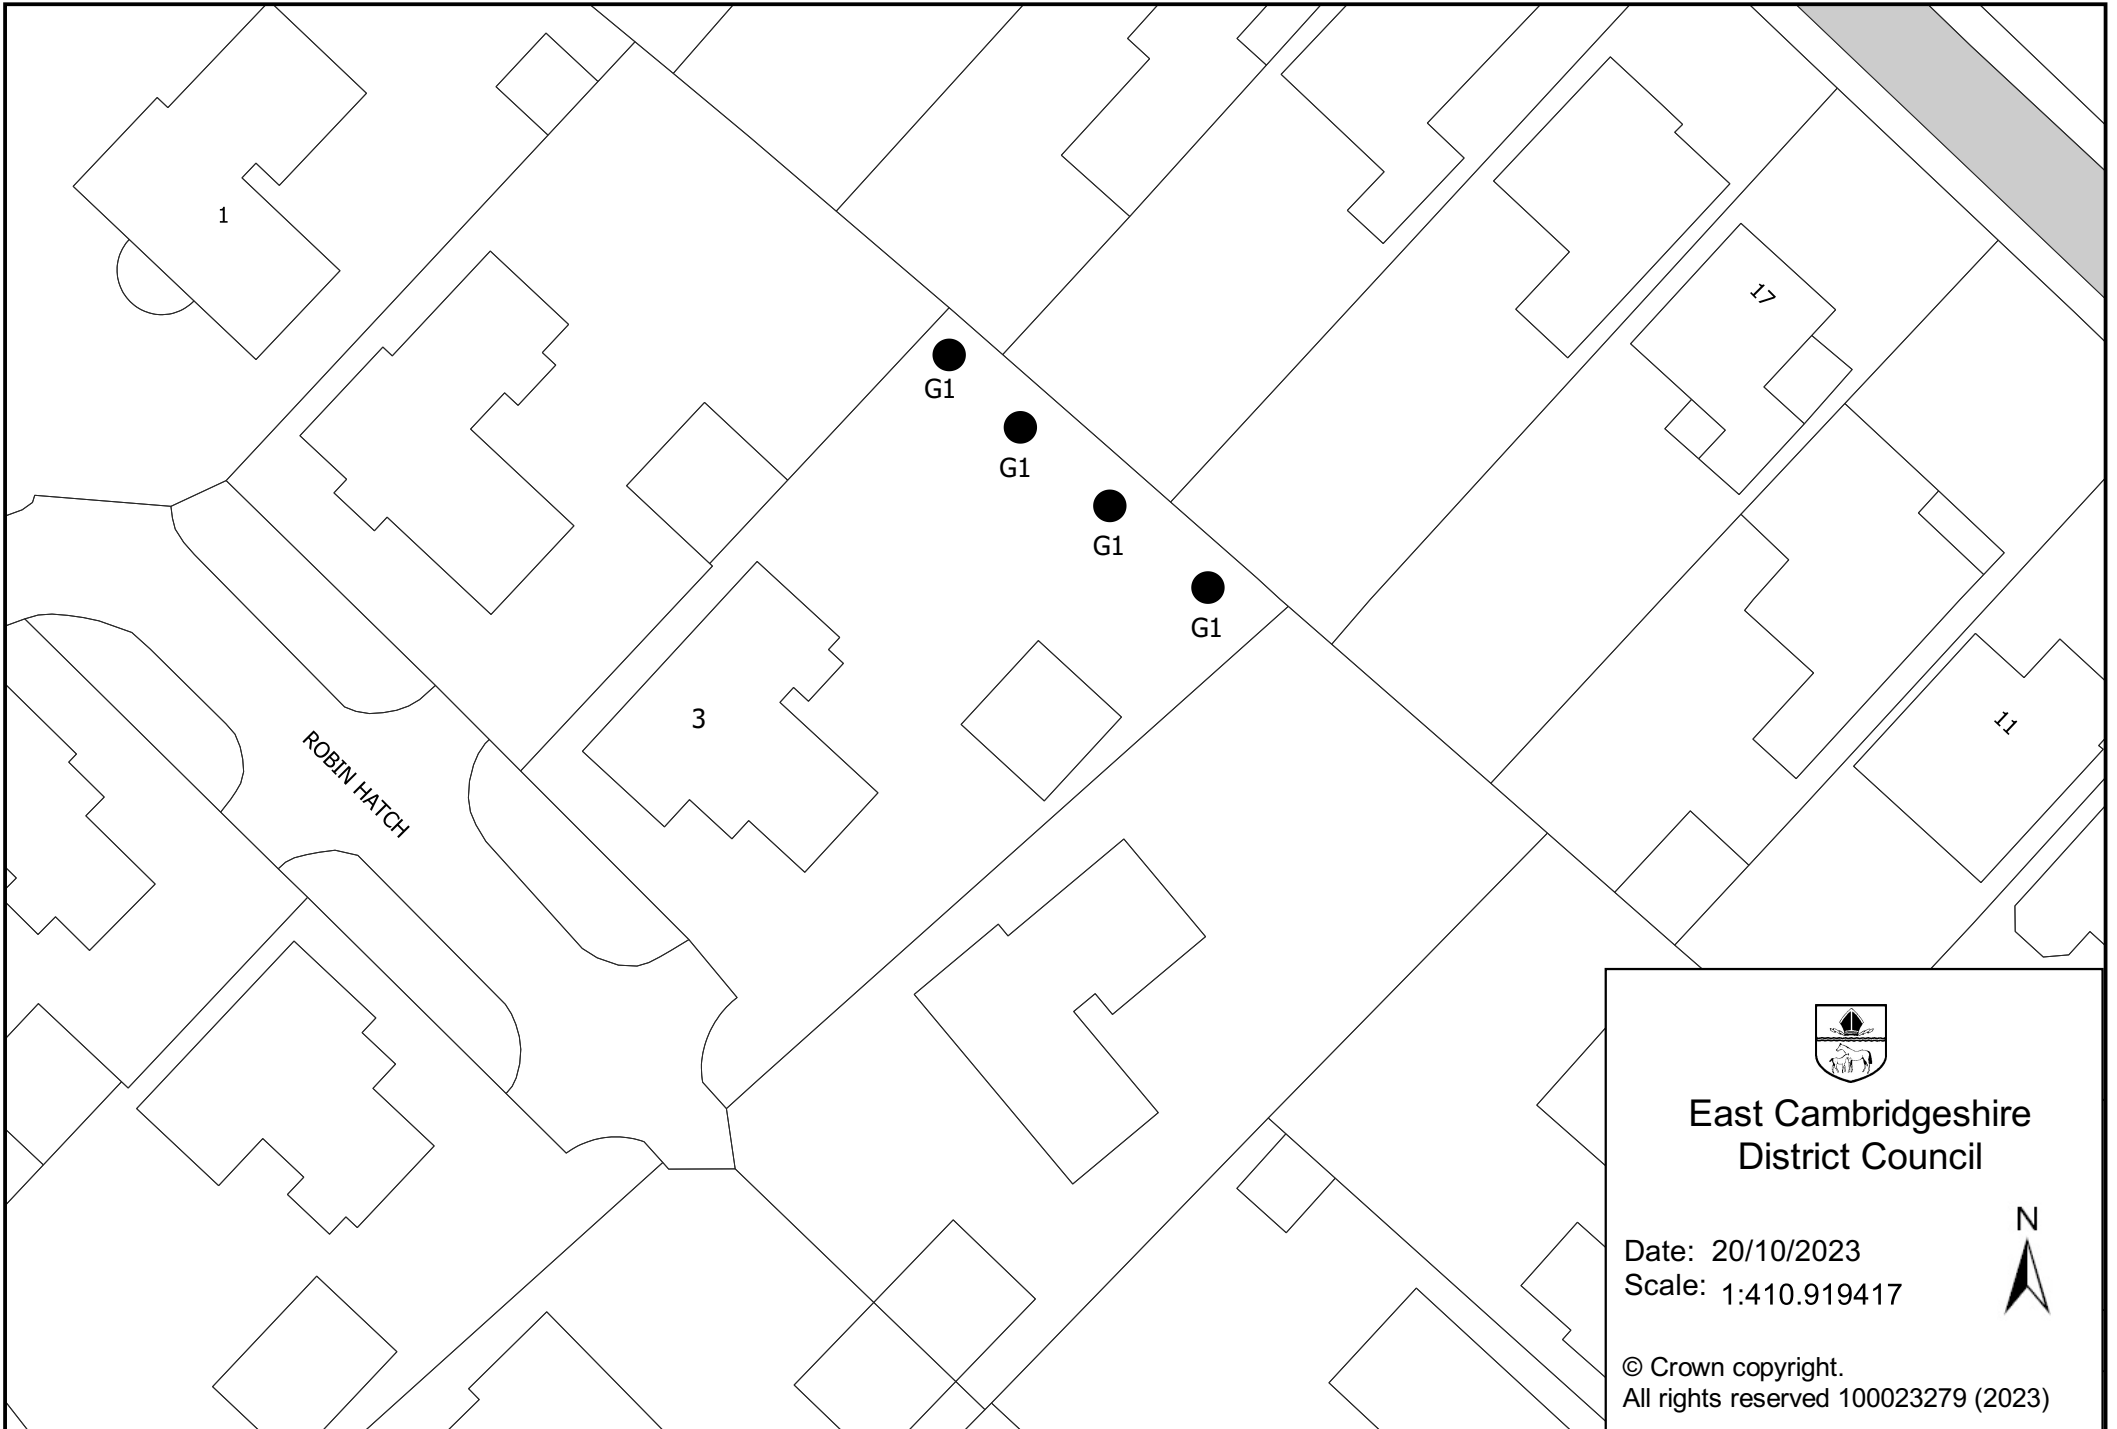 1
17
G1
G1
G1
G1
3
11
ROBIN HATCH
East Cambridgeshire
District Council
N
Date: 20/10/2023
Scale: 1:410.919417
© Crown copyright.
All rights reserved 100023279 (2023)